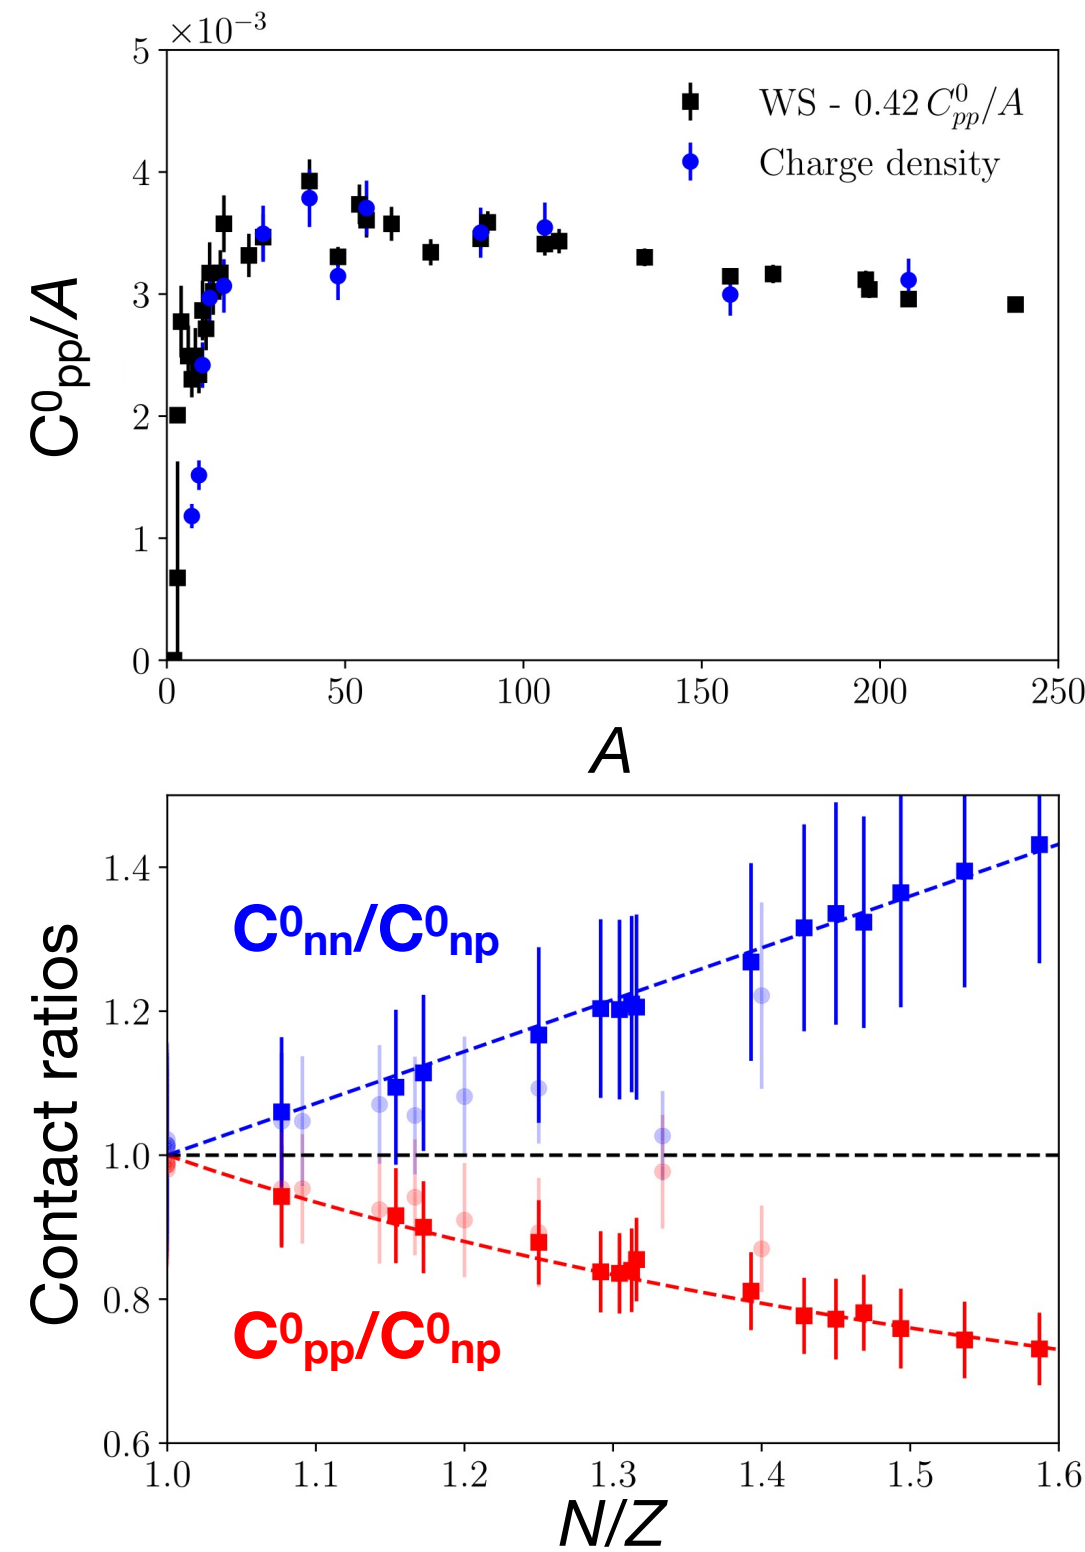 ×10⁻³
5
4
3
2
1
0
C⁰pp/A
WS - 0.42 C⁰pp/A
Charge density
0 50 100 150 200 250
A
1.4
1.2
1.0
0.8
0.6
Contact ratios
C⁰nn/C⁰np
C⁰pp/C⁰np
1.0 1.1 1.2 1.3 1.4 1.5 1.6
N/Z